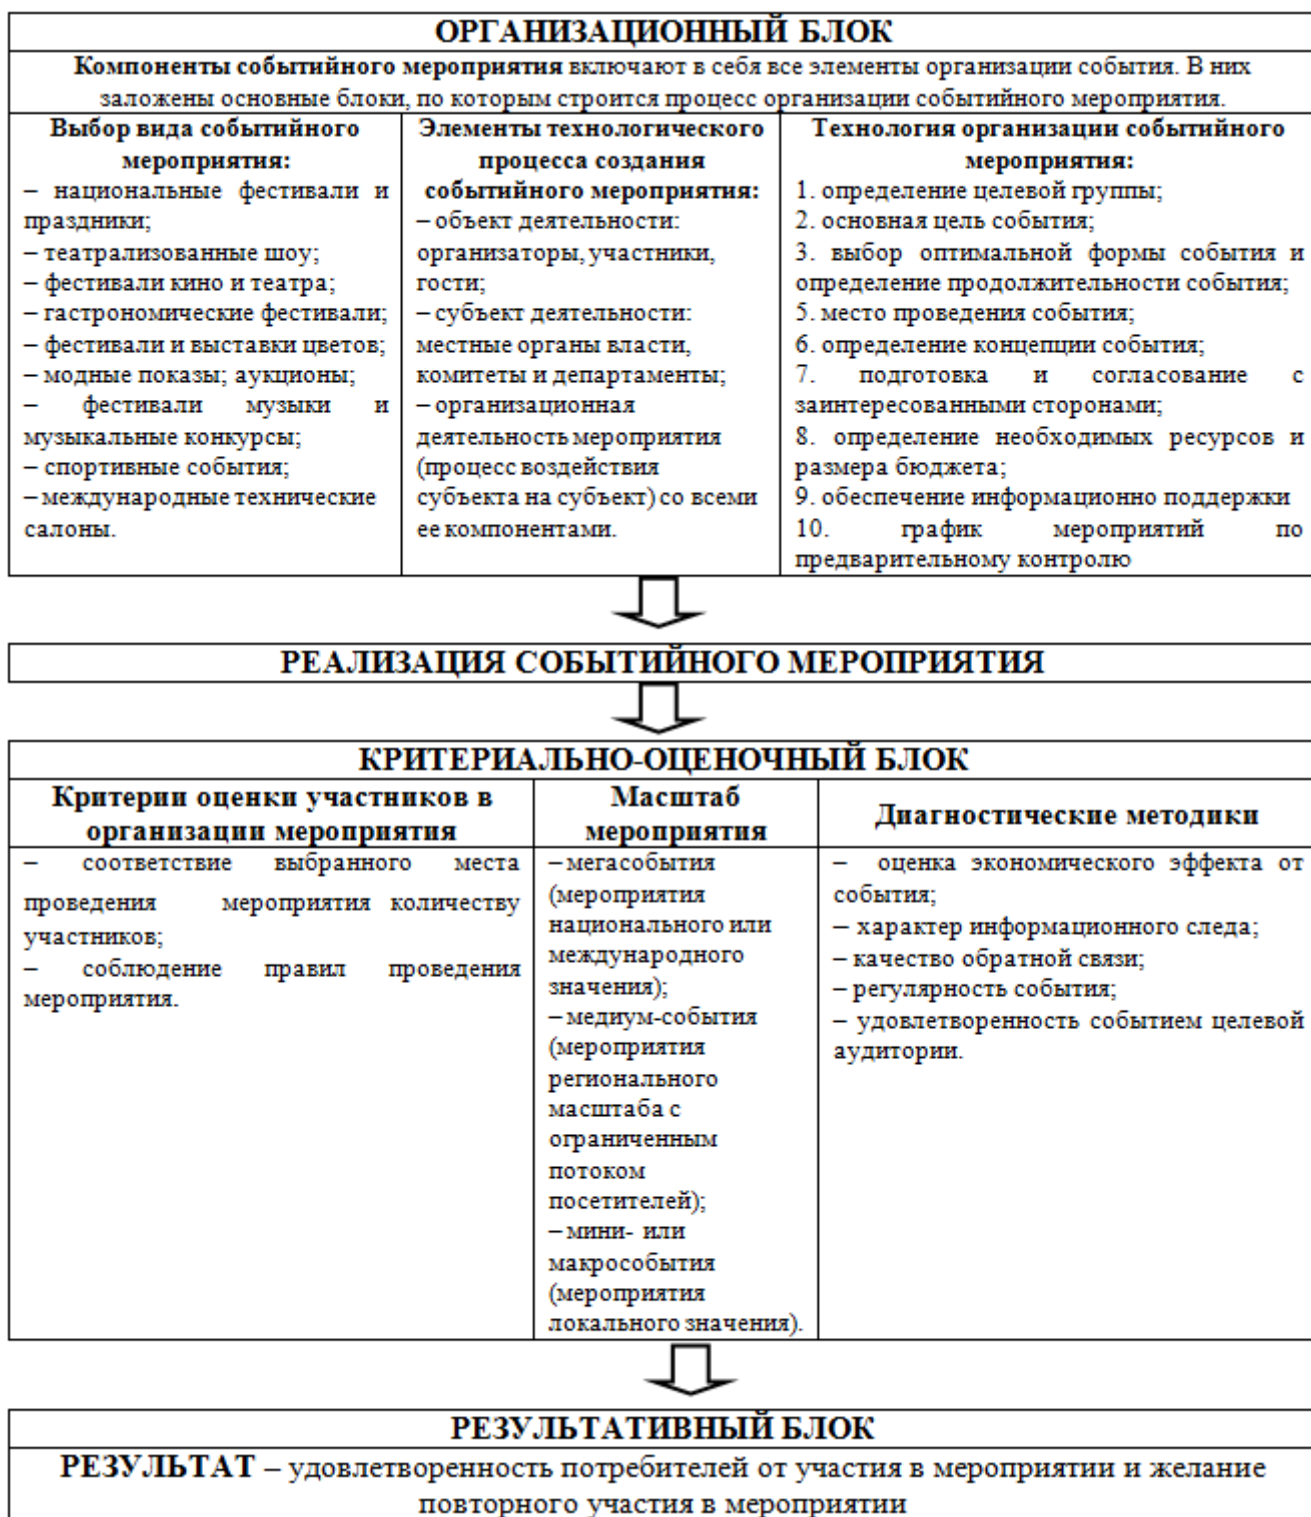 ОРГАНИЗАЦИОННЫЙ БЛОК
Компоненты событийного мероприятия включают в себя все элементы организации события. В них
заложены основные блоки, по которым строится процесс организации событийного мероприятия.
Выбор вида событийного
мероприятия:
– национальные фестивали и
праздники;
– театрализованные шоу;
– фестивали кино и театра;
– гастрономические фестивали;
– фестивали и выставки цветов;
– модные показы; аукционы;
– фестивали музыки и
музыкальные конкурсы;
– спортивные события;
– международные технические
салоны.
Элементы технологического
процесса создания
событийного мероприятия:
– объект деятельности:
организаторы, участники,
гости;
– субъект деятельности:
местные органы власти,
комитеты и департаменты;
– организационная
деятельность мероприятия
(процесс воздействия
субъекта на субъект) со всеми
ее компонентами.
Технология организации событийного
мероприятия:
1. определение целевой группы;
2. основная цель события;
3. выбор оптимальной формы события и
определение продолжительности события;
5. место проведения события;
6. определение концепции события;
7. подготовка и согласование с
заинтересованными сторонами;
8. определение необходимых ресурсов и
размера бюджета;
9. обеспечение информационно поддержки
10. график мероприятий по
предварительному контролю
РЕАЛИЗАЦИЯ СОБЫТИЙНОГО МЕРОПРИЯТИЯ
КРИТЕРИАЛЬНО-ОЦЕНОЧНЫЙ БЛОК
Критерии оценки участников в
организации мероприятия
– соответствие выбранного места
проведения мероприятия количеству
участников;
– соблюдение правил проведения
мероприятия.
Масштаб
мероприятия
– мегасобытия
(мероприятия
национального или
международного
значения);
– медиум-события
(мероприятия
регионального
масштаба с
ограниченным
потоком
посетителей);
– мини- или
макрособытия
(мероприятия
локального значения).
Диагностические методики
– оценка экономического эффекта от
события;
– характер информационного следа;
– качество обратной связи;
– регулярность события;
– удовлетворенность событием целевой
аудитории.
РЕЗУЛЬТАТИВНЫЙ БЛОК
РЕЗУЛЬТАТ – удовлетворенность потребителей от участия в мероприятии и желание
повторного участия в мероприятии